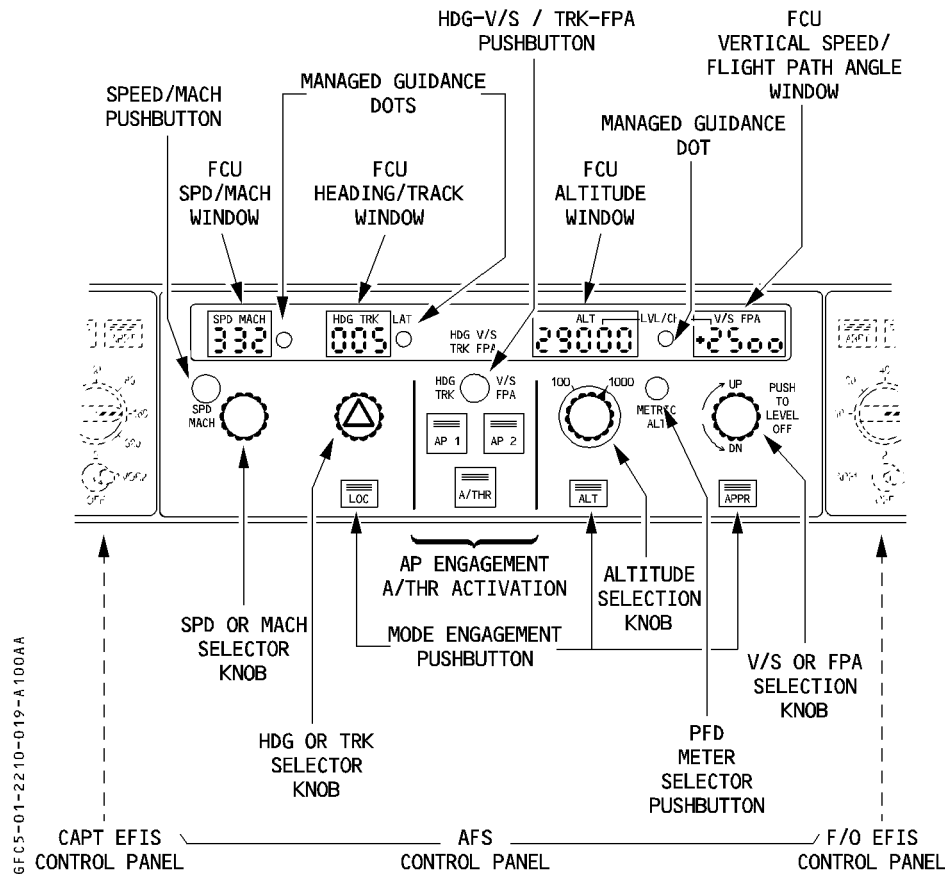 HDG-V/S / TRK-FPA
PUSHBUTTON
FCU
VERTICAL SPEED/
FLIGHT PATH ANGLE
WINDOW
SPEED/MACH
PUSHBUTTON
MANAGED GUIDANCE
DOTS
MANAGED GUIDANCE
DOT
FCU
SPD/MACH
WINDOW
FCU
HEADING/TRACK
WINDOW
FCU
ALTITUDE
WINDOW
SPD MACH
332
HDG TRK
LAT
005
HDG V/S
TRK FPA
ALT
LVL/CH
V/S FPA
29000
+2500
SPD
MACH
HDG
TRK
V/S
FPA
100
1000
METRIC
ALT
UP
DN
PUSH
TO
LEVEL
OFF
AP 1
AP 2
LOC
A/THR
ALT
APPR
AP ENGAGEMENT
A/THR ACTIVATION
ALTITUDE
SELECTION
KNOB
SPD OR MACH
SELECTOR
KNOB
MODE ENGAGEMENT
PUSHBUTTON
V/S OR FPA
SELECTION
KNOB
HDG OR TRK
SELECTOR
KNOB
PFD
METER
SELECTOR
PUSHBUTTON
GFC5-01-2210-019-A100AA
CAPT EFIS
CONTROL PANEL
AFS
CONTROL PANEL
F/O EFIS
CONTROL PANEL